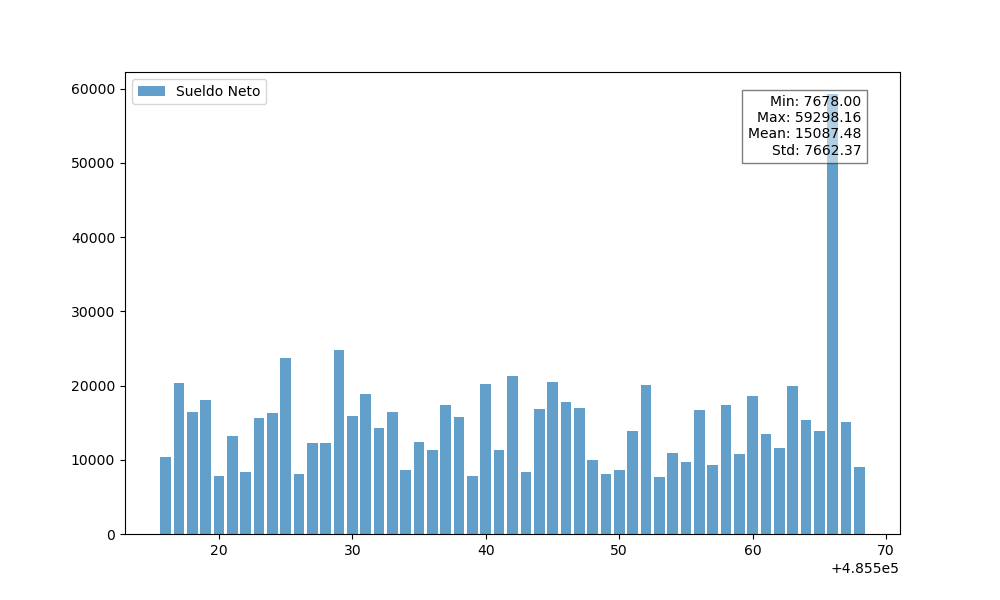 Sueldo Neto
Min: 7678.00
Max: 59298.16
Mean: 15087.48
Std: 7662.37
60000
50000
40000
30000
20000
10000
0
20 30 40 50 60 70
+4.855e5